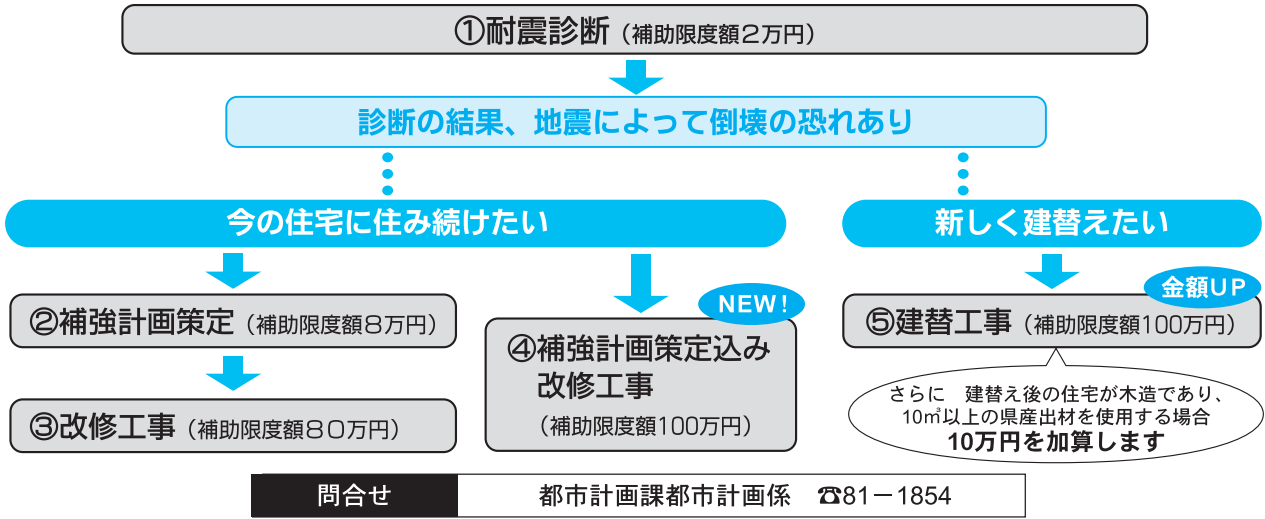 ①耐震診断（補助限度額2万円）
診断の結果、地震によって倒壊の恐れあり
今の住宅に住み続けたい
②補強計画策定（補助限度額8万円）
③改修工事（補助限度額80万円）
NEW!
④補強計画策定込み
改修工事
（補助限度額100万円）
新しく建替えたい
金額UP
⑤建替工事（補助限度額100万円）
さらに　建替え後の住宅が木造であり、
10㎡以上の県産出材を使用する場合
10万円を加算します
問合せ　都市計画課都市計画係　☎81－1854